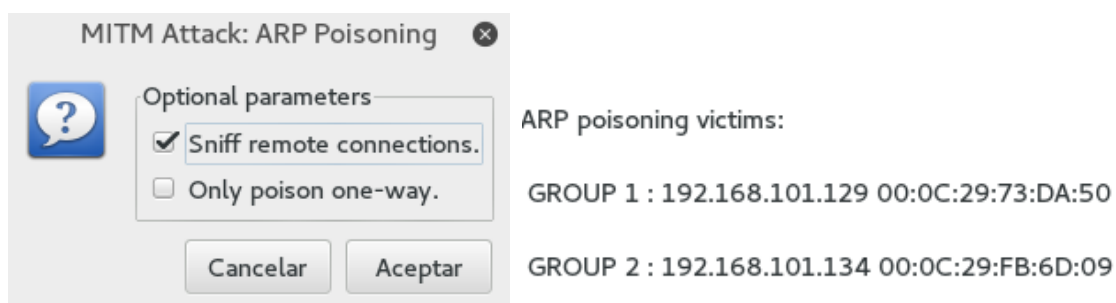 MITM Attack: ARP Poisoning
Optional parameters
Sniff remote connections.
Only poison one-way.
Cancelar
Aceptar
ARP poisoning victims:
GROUP 1 : 192.168.101.129 00:0C:29:73:DA:50
GROUP 2 : 192.168.101.134 00:0C:29:FB:6D:09